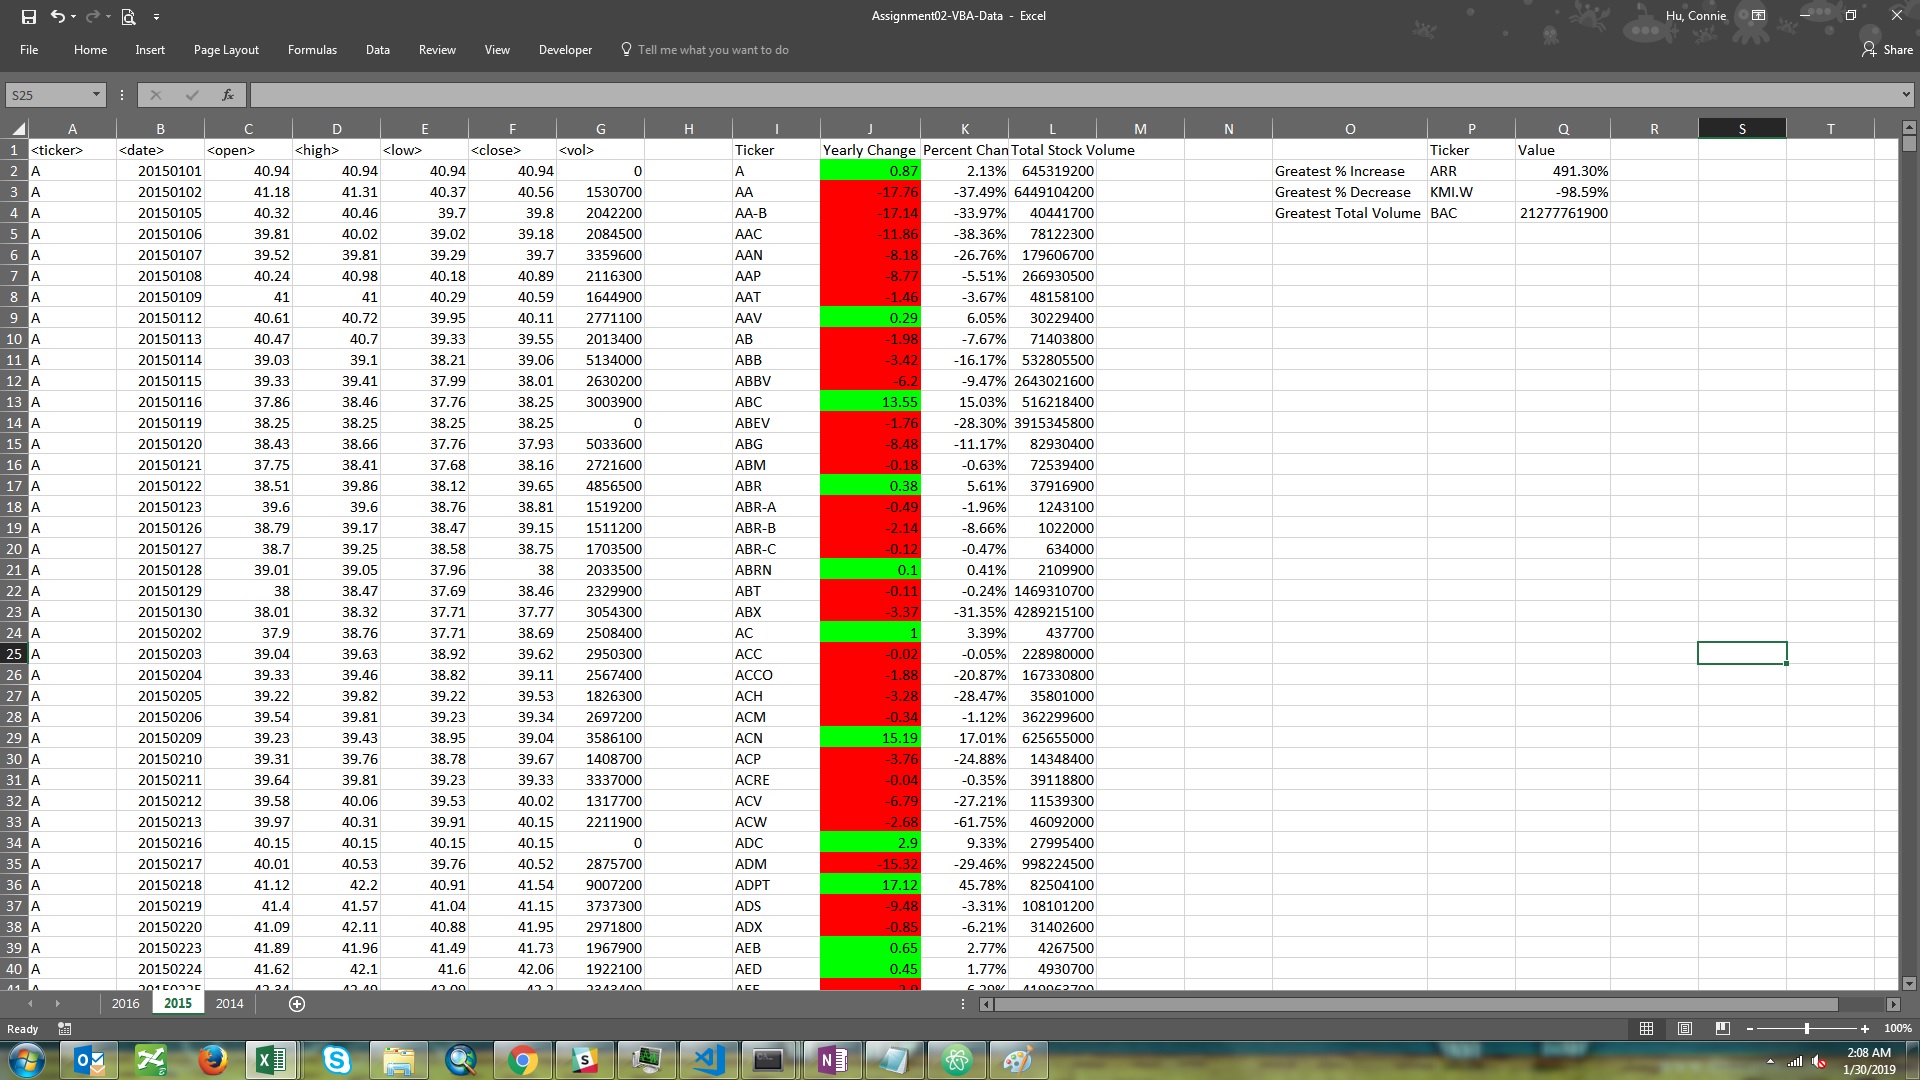 Assignment02-VBA-Data - Excel
Hu, Connie
File Home Insert Page Layout Formulas Data Review View Developer Tell me what you want to do Share
S25 fx
A B C D E F G H I J K L M N O P Q R S T
1 <ticker> <date> <open> <high> <low> <close> <vol> Ticker Yearly Change Percent Chan Total Stock Volume Ticker Value
2 A 20150101 40.94 40.94 40.94 40.94 0 A 0.87 2.13% 645319200 Greatest % Increase ARR 491.30%
3 A 20150102 41.18 41.31 40.37 40.56 1530700 AA -17.76 -37.49% 6449104200 Greatest % Decrease KMI.W -98.59%
4 A 20150105 40.32 40.46 39.7 39.8 2042200 AA-B -17.14 -33.97% 40441700 Greatest Total Volume BAC 21277761900
5 A 20150106 39.81 40.02 39.02 39.18 2084500 AAC -11.86 -38.36% 78122300
6 A 20150107 39.52 39.81 39.29 39.7 3359600 AAN -8.18 -26.76% 179606700
7 A 20150108 40.24 40.98 40.18 40.89 2116300 AAP -8.77 -5.51% 266930500
8 A 20150109 41 41 40.29 40.59 1644900 AAT -1.46 -3.67% 48158100
9 A 20150112 40.61 40.72 39.95 40.11 2771100 AAV 0.29 6.05% 30229400
10 A 20150113 40.47 40.7 39.33 39.55 2013400 AB -1.98 -7.67% 71403800
11 A 20150114 39.03 39.1 38.21 39.06 5134000 ABB -3.42 -16.17% 532805500
12 A 20150115 39.33 39.41 37.99 38.01 2630200 ABBV -6.2 -9.47% 2643021600
13 A 20150116 37.86 38.46 37.76 38.25 3003900 ABC 13.55 15.03% 516218400
14 A 20150119 38.25 38.25 38.25 38.25 0 ABEV -1.76 -28.30% 3915345800
15 A 20150120 38.43 38.66 37.76 37.93 5033600 ABG -8.48 -11.17% 82930400
16 A 20150121 37.75 38.41 37.68 38.16 2721600 ABM -0.18 -0.63% 72539400
17 A 20150122 38.51 39.86 38.12 39.65 4856500 ABR 0.38 5.61% 37916900
18 A 20150123 39.6 39.6 38.76 38.81 1519200 ABR-A -0.49 -1.96% 1243100
19 A 20150126 38.79 39.17 38.47 39.15 1511200 ABR-B -2.14 -8.66% 1022000
20 A 20150127 38.7 39.25 38.58 38.75 1703500 ABR-C -0.12 -0.47% 634000
21 A 20150128 39.01 39.05 37.96 38 2033500 ABRN 0.1 0.41% 2109900
22 A 20150129 38 38.47 37.69 38.46 2329900 ABT -0.11 -0.24% 1469310700
23 A 20150130 38.01 38.32 37.71 37.77 3054300 ABX -3.37 -31.35% 4289215100
24 A 20150202 37.9 38.76 37.71 38.69 2508400 AC 1 3.39% 437700
25 A 20150203 39.04 39.63 38.92 39.62 2950300 ACC -0.02 -0.05% 228980000
26 A 20150204 39.33 39.46 38.82 39.11 2567400 ACCO -1.88 -20.87% 167330800
27 A 20150205 39.22 39.82 39.22 39.53 1826300 ACH -3.28 -28.47% 35801000
28 A 20150206 39.54 39.81 39.23 39.34 2697200 ACM -0.34 -1.12% 362299600
29 A 20150209 39.23 39.43 38.95 39.04 3586100 ACN 15.19 17.01% 625655000
30 A 20150210 39.31 39.76 38.78 39.67 1408700 ACP -3.76 -24.88% 14348400
31 A 20150211 39.64 39.81 39.23 39.33 3337000 ACRE -0.04 -0.35% 39118800
32 A 20150212 39.58 40.06 39.53 40.02 1317700 ACV -6.79 -27.21% 11539300
33 A 20150213 39.97 40.31 39.91 40.15 2211900 ACW -2.68 -61.75% 46092000
34 A 20150216 40.15 40.15 40.15 40.15 0 ADC 2.9 9.33% 27995400
35 A 20150217 40.01 40.53 39.76 40.52 2875700 ADM -15.32 -29.46% 998224500
36 A 20150218 41.12 42.2 40.91 41.54 9007200 ADPT 17.12 45.78% 82504100
37 A 20150219 41.4 41.57 41.04 41.15 3737300 ADS -9.48 -3.31% 108101200
38 A 20150220 41.09 42.11 40.88 41.95 2971800 ADX -0.85 -6.21% 31402600
39 A 20150223 41.89 41.96 41.49 41.73 1967900 AEB 0.65 2.77% 4267500
40 A 20150224 41.62 42.1 41.6 42.06 1922100 AED 0.45 1.77% 4930700
2016 2015 2014
Ready 100%
2:08 AM
1/30/2019